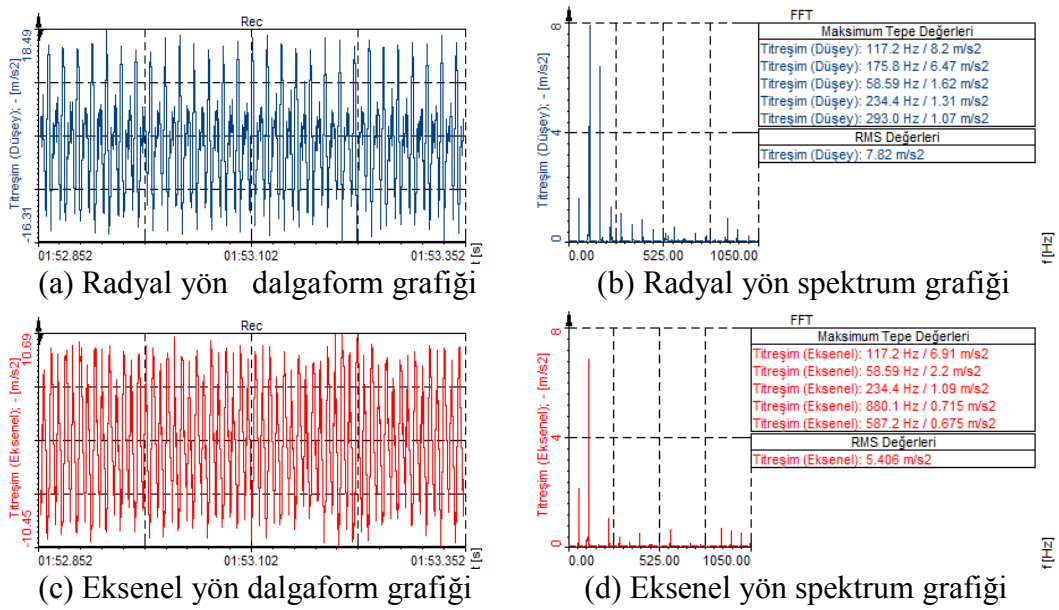 Rec
18.49
Titreşim (Düşey); - [m/s2]
-16.31
01:52.852 01:53.102 01:53.352
t [s]
(a) Radyal yön dalgaform grafiği
FFT
8
4
0
Titreşim (Düşey); - [m/s2]
0.00 525.00 1050.00
f [Hz]
Maksimum Tepe Değerleri
Titreşim (Düşey): 117.2 Hz / 8.2 m/s2
Titreşim (Düşey): 175.8 Hz / 6.47 m/s2
Titreşim (Düşey): 58.59 Hz / 1.62 m/s2
Titreşim (Düşey): 234.4 Hz / 1.31 m/s2
Titreşim (Düşey): 293.0 Hz / 1.07 m/s2
RMS Değerleri
Titreşim (Düşey): 7.82 m/s2
(b) Radyal yön spektrum grafiği
Rec
10.69
Titreşim (Eksenel); - [m/s2]
-10.45
01:52.852 01:53.102 01:53.352
t [s]
(c) Eksenel yön dalgaform grafiği
FFT
8
4
0
Titreşim (Eksenel); - [m/s2]
0.00 525.00 1050.00
f [Hz]
Maksimum Tepe Değerleri
Titreşim (Eksenel): 117.2 Hz / 6.91 m/s2
Titreşim (Eksenel): 58.59 Hz / 2.2 m/s2
Titreşim (Eksenel): 234.4 Hz / 1.09 m/s2
Titreşim (Eksenel): 880.1 Hz / 0.715 m/s2
Titreşim (Eksenel): 587.2 Hz / 0.675 m/s2
RMS Değerleri
Titreşim (Eksenel): 5.406 m/s2
(d) Eksenel yön spektrum grafiği